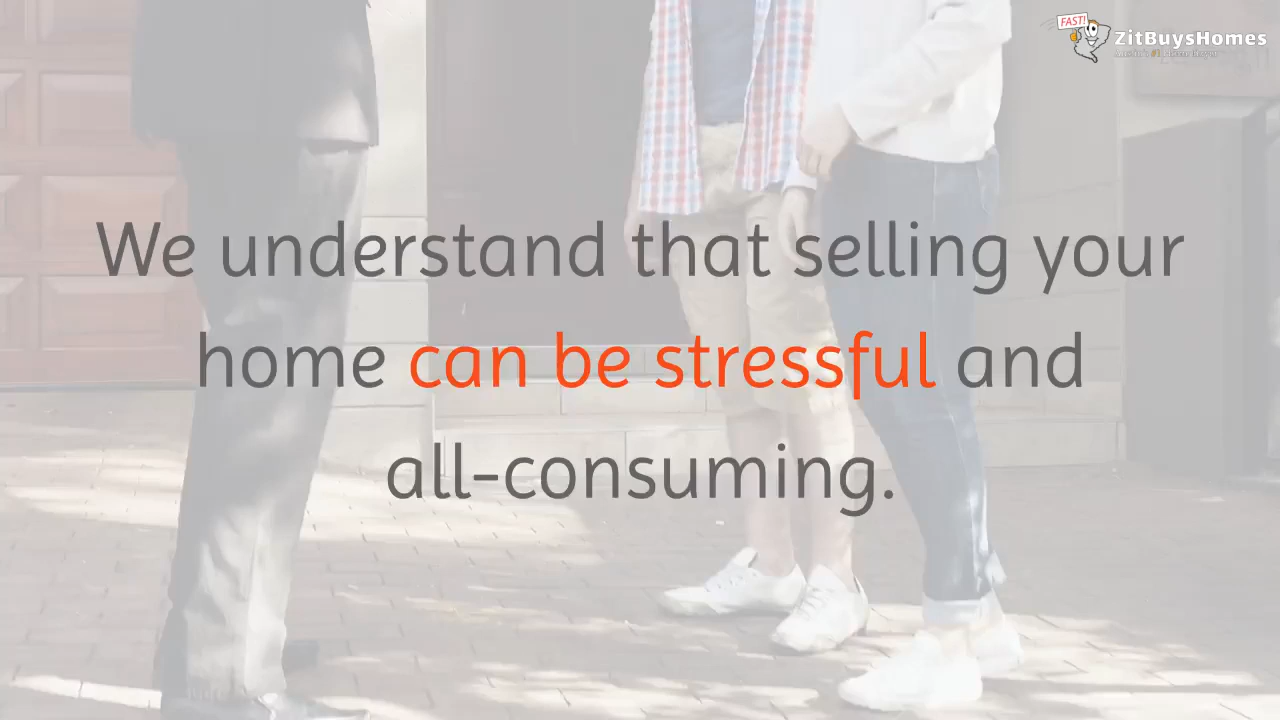 FAST!
ZitBuysHomes
We understand that selling your
home can be stressful and
all-consuming.